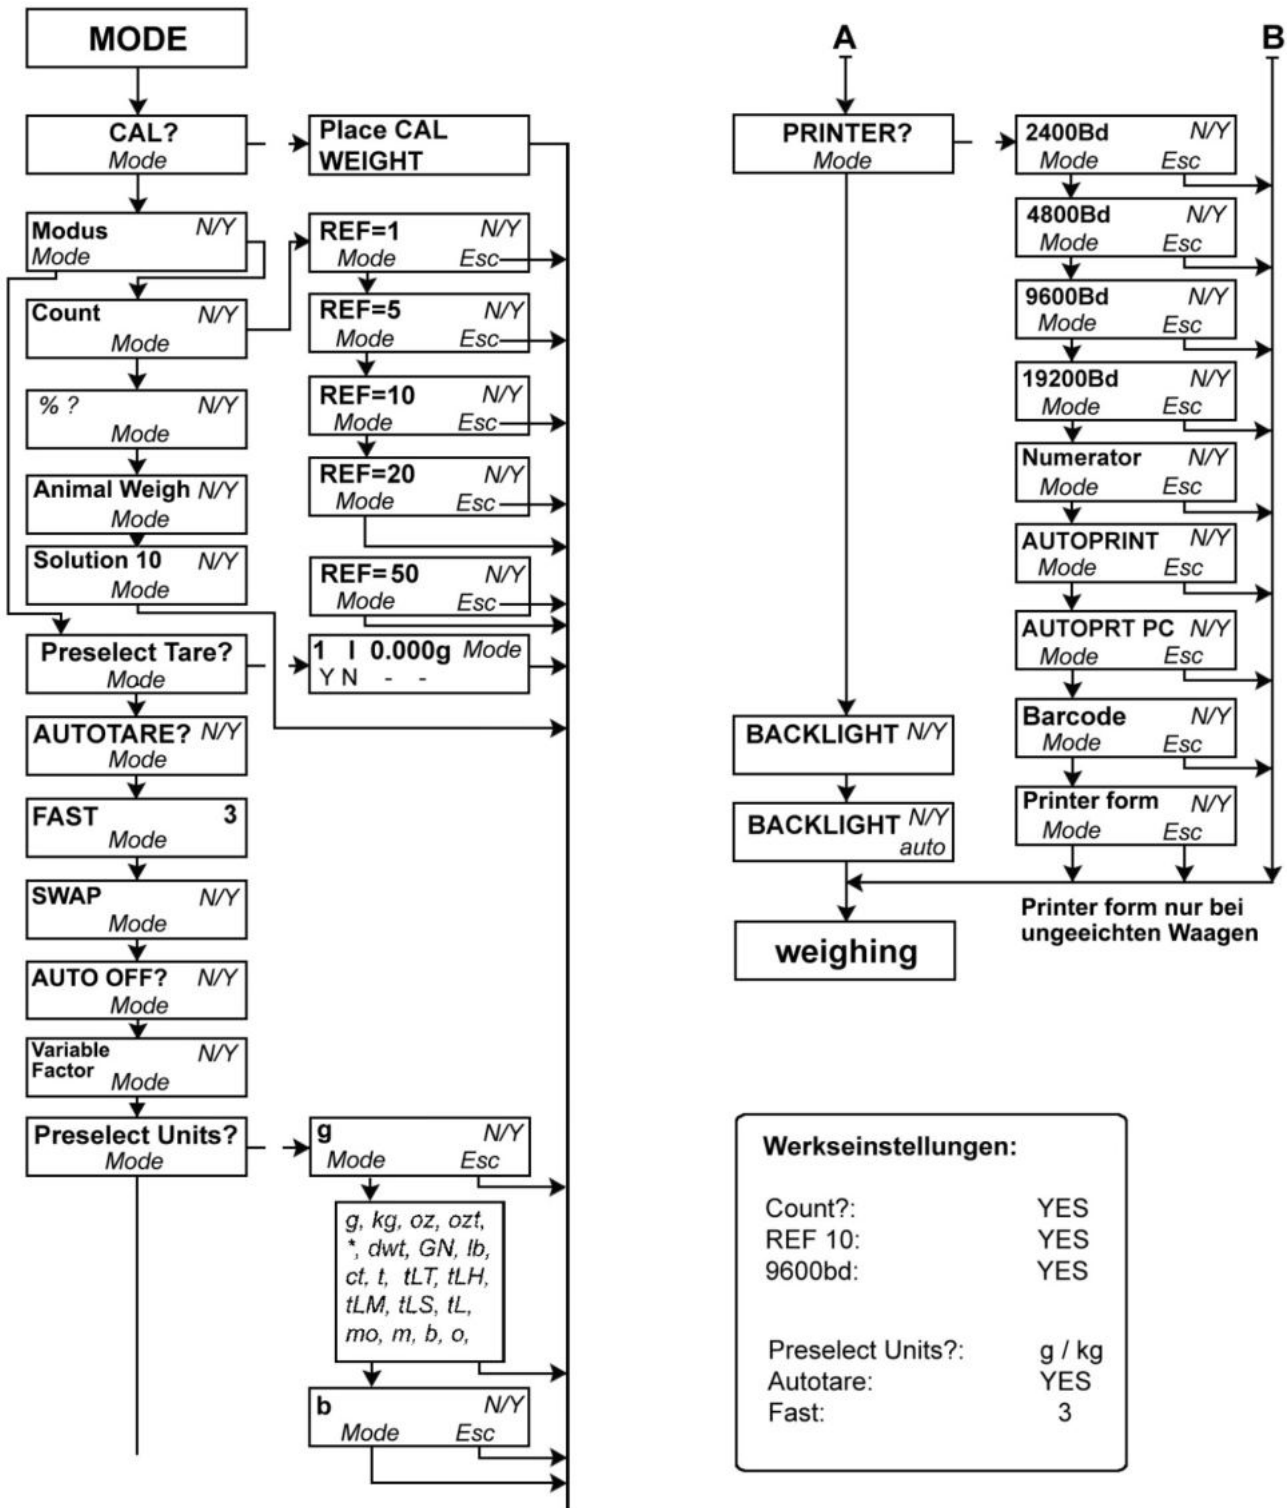 MODE
CAL?
Mode
Place CAL
WEIGHT
Modus N/Y
Mode
Count N/Y
Mode
% ? N/Y
Mode
Animal Weigh N/Y
Mode
Solution 10 N/Y
Mode
REF=1 N/Y
Mode Esc
REF=5 N/Y
Mode Esc
REF=10 N/Y
Mode Esc
REF=20 N/Y
Mode Esc
REF=50 N/Y
Mode Esc
Preselect Tare?
Mode
1 I 0.000g Mode
Y N - -
AUTOTARE? N/Y
Mode
FAST 3
Mode
SWAP N/Y
Mode
AUTO OFF? N/Y
Mode
Variable N/Y
Factor
Mode
Preselect Units?
Mode
g N/Y
Mode Esc
g, kg, oz, ozt,
*, dwt, GN, lb,
ct, t, tLT, tLH,
tLM, tLS, tL,
mo, m, b, o,
b N/Y
Mode Esc
A
B
PRINTER?
Mode
2400Bd N/Y
Mode Esc
4800Bd N/Y
Mode Esc
9600Bd N/Y
Mode Esc
19200Bd N/Y
Mode Esc
Numerator N/Y
Mode Esc
AUTOPRINT N/Y
Mode Esc
AUTOPRT PC N/Y
Mode Esc
Barcode N/Y
Mode Esc
Printer form N/Y
Mode Esc
BACKLIGHT N/Y
BACKLIGHT N/Y
auto
Printer form nur bei
ungeeichten Waagen
weighing
Werkseinstellungen:
Count?: YES
REF 10: YES
9600bd: YES
Preselect Units?: g / kg
Autotare: YES
Fast: 3